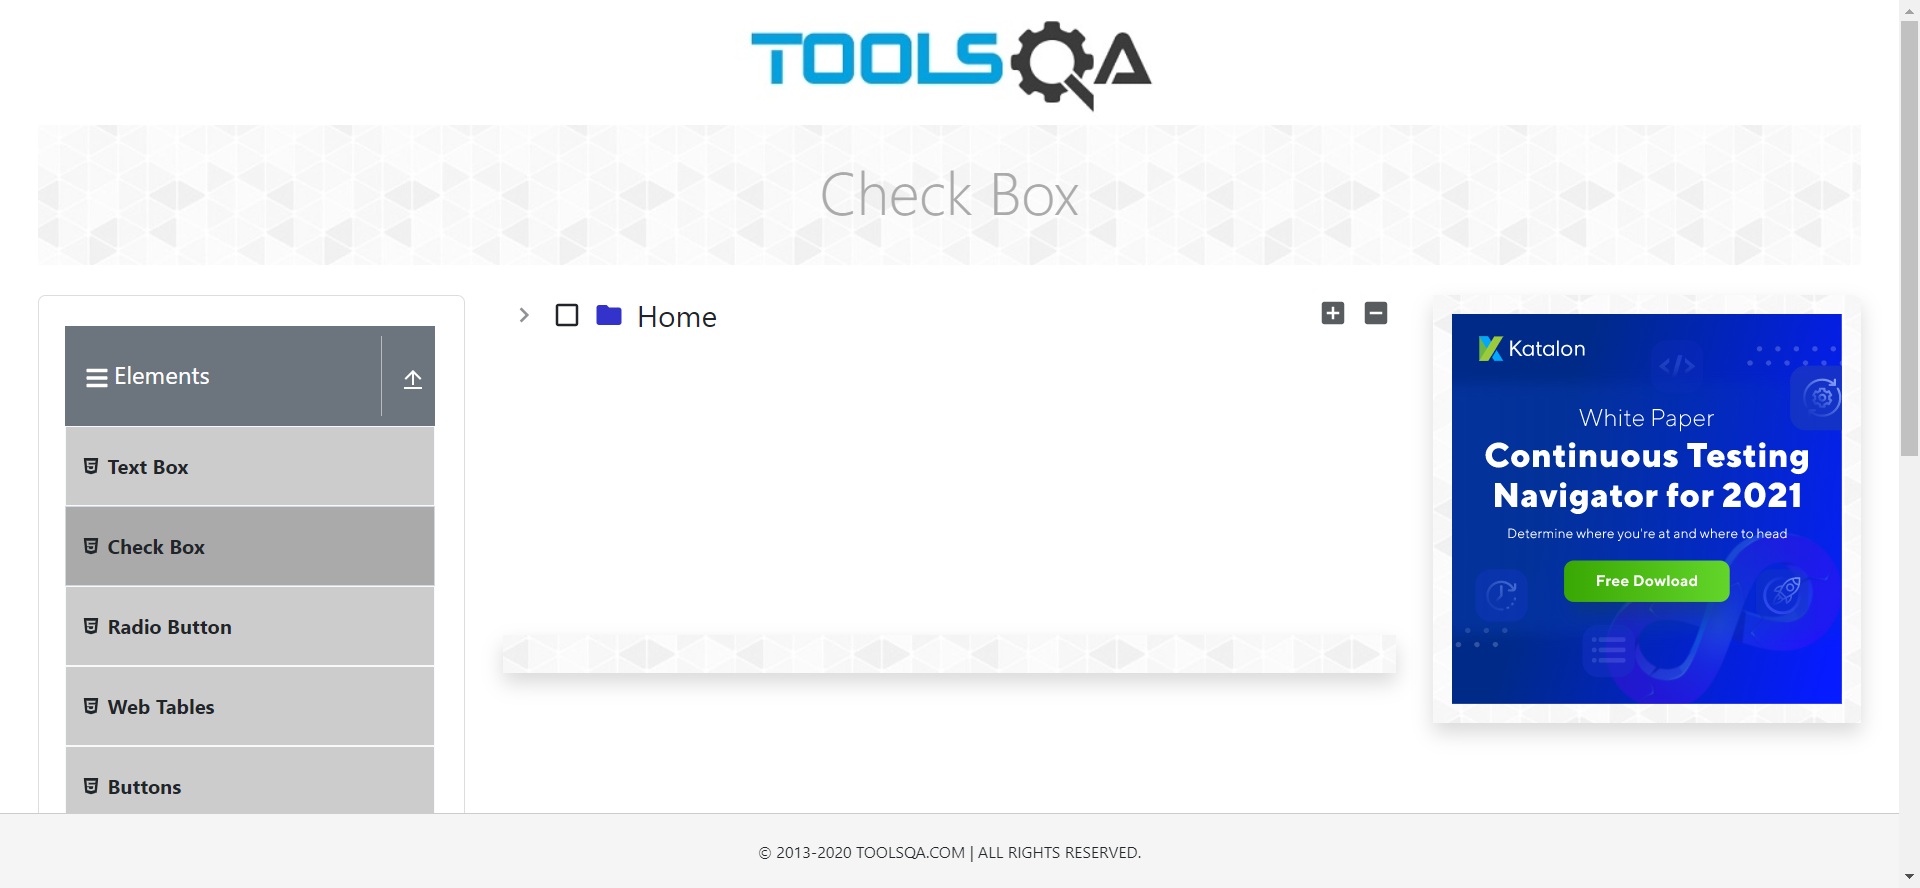 TOOLSQA
Check Box
Elements
Text Box
Check Box
Radio Button
Web Tables
Buttons
Home
Katalon
</>
White Paper
Continuous Testing
Navigator for 2021
Determine where you're at and where to head
Free Dowload
© 2013-2020 TOOLSQA.COM | ALL RIGHTS RESERVED.